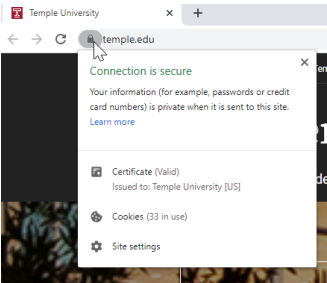 Temple University
temple.edu
Connection is secure
Your information (for example, passwords or credit
card numbers) is private when it is sent to this site.
Learn more
Certificate (Valid)
Issued to: Temple University [US]
Cookies (33 in use)
Site settings